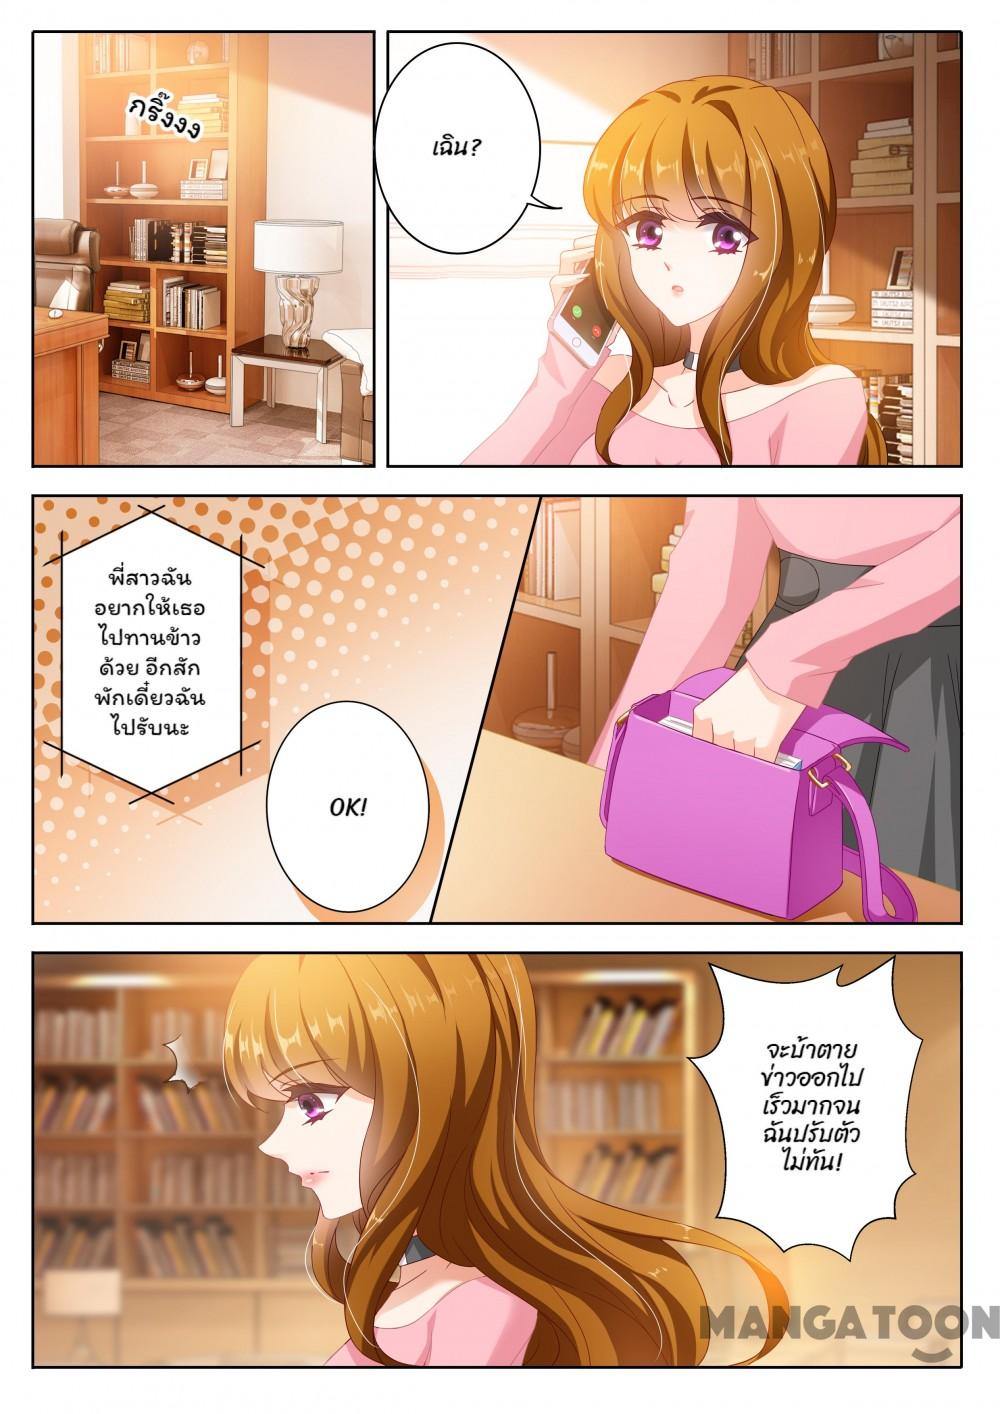 กริ๊งงง
เฉิน?
พี่สาวฉัน
อยากให้เธอ
ไปทานข้าว
ด้วย อีกสัก
พักเดี๋ยวฉัน
ไปรับนะ
OK!
จะบ้าตาย
ข่าวออกไป
เร็วมากจน
ฉันปรับตัว
ไม่ทัน!
MANGATOON